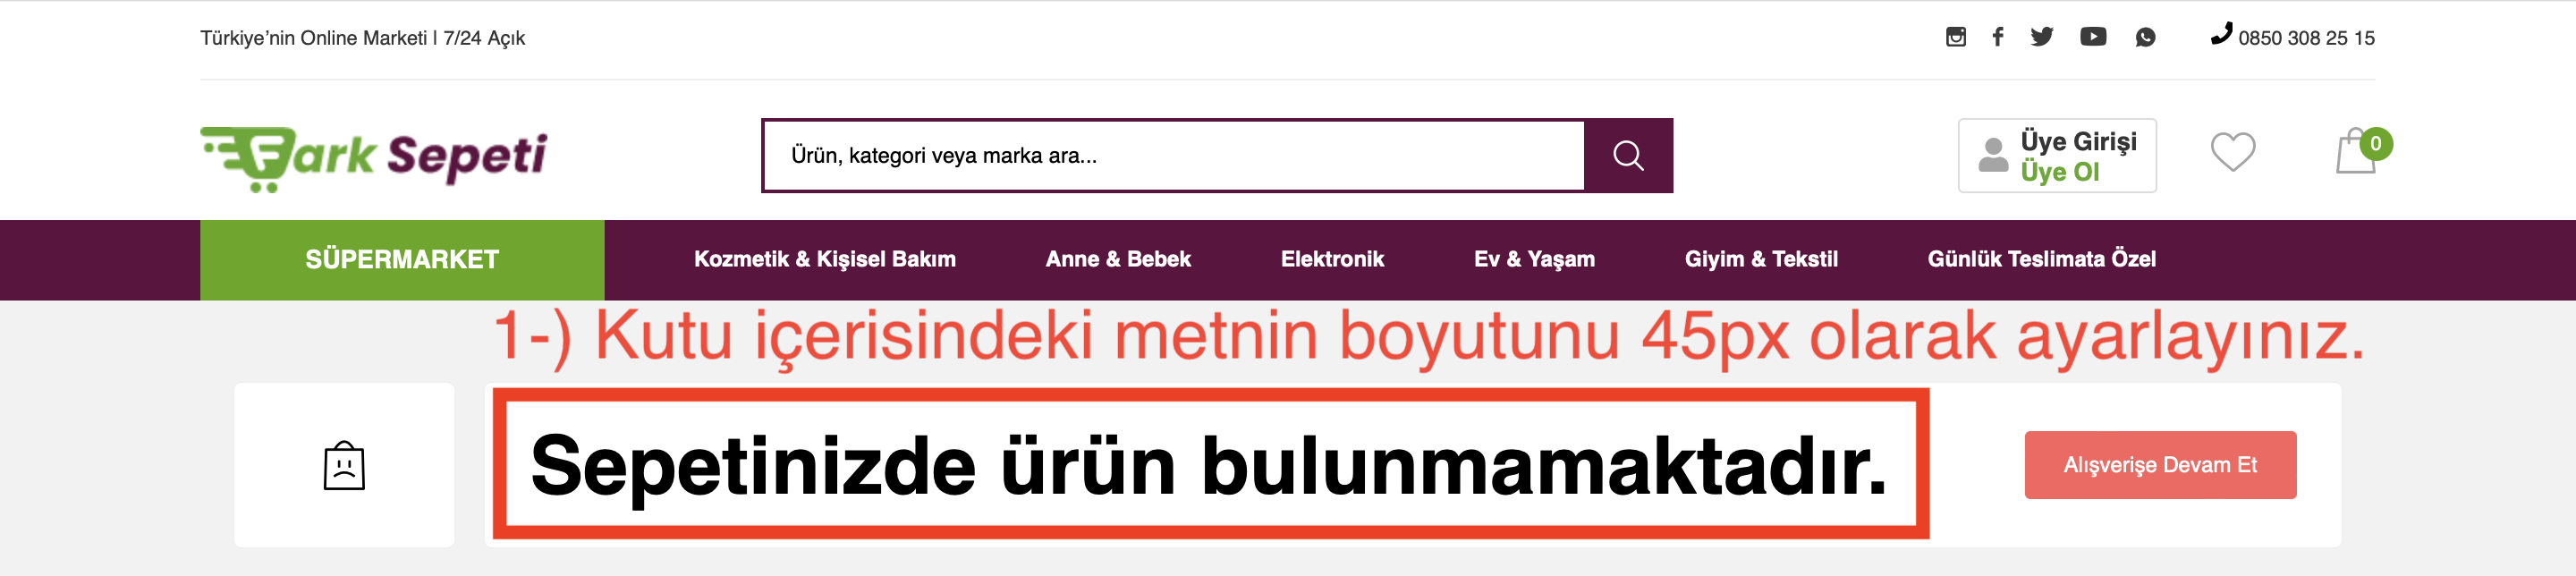 Türkiye’nin Online Marketi | 7/24 Açık
0850 308 25 15
Fark Sepeti
Ürün, kategori veya marka ara...
Üye Girişi
Üye Ol
0
SÜPERMARKET
Kozmetik & Kişisel Bakım
Anne & Bebek
Elektronik
Ev & Yaşam
Giyim & Tekstil
Günlük Teslimata Özel
1-) Kutu içerisindeki metnin boyutunu 45px olarak ayarlayınız.
Sepetinizde ürün bulunmamaktadır.
Alışverişe Devam Et